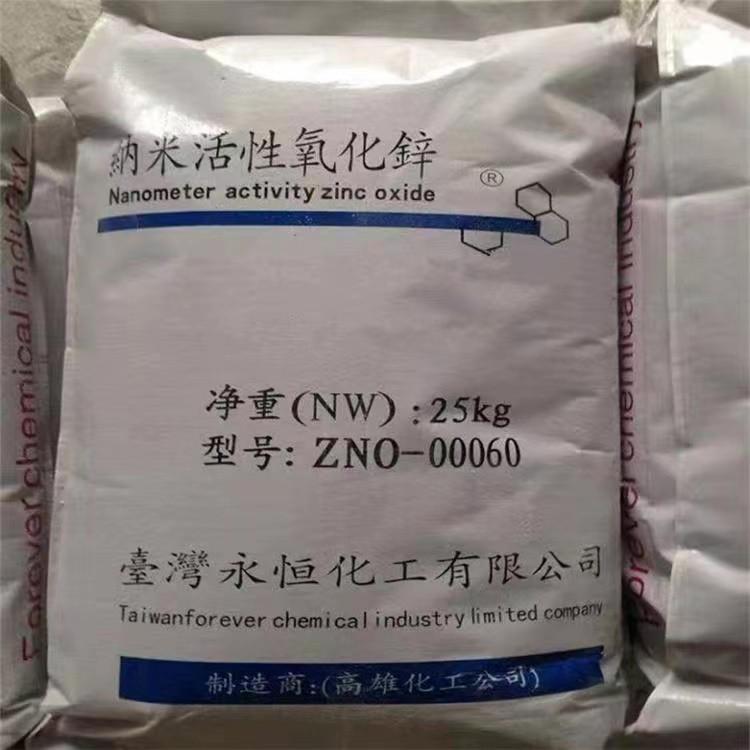 納米活性氧化鋅
Nanometer activity zinc oxide
®
净重(NW):25kg
型号: ZNO-00060
臺灣永恒化工有限公司
Taiwanforever chemical industry limited company
制造商:(高雄化工公司)
Forever chemical industry
Forever chemical industry